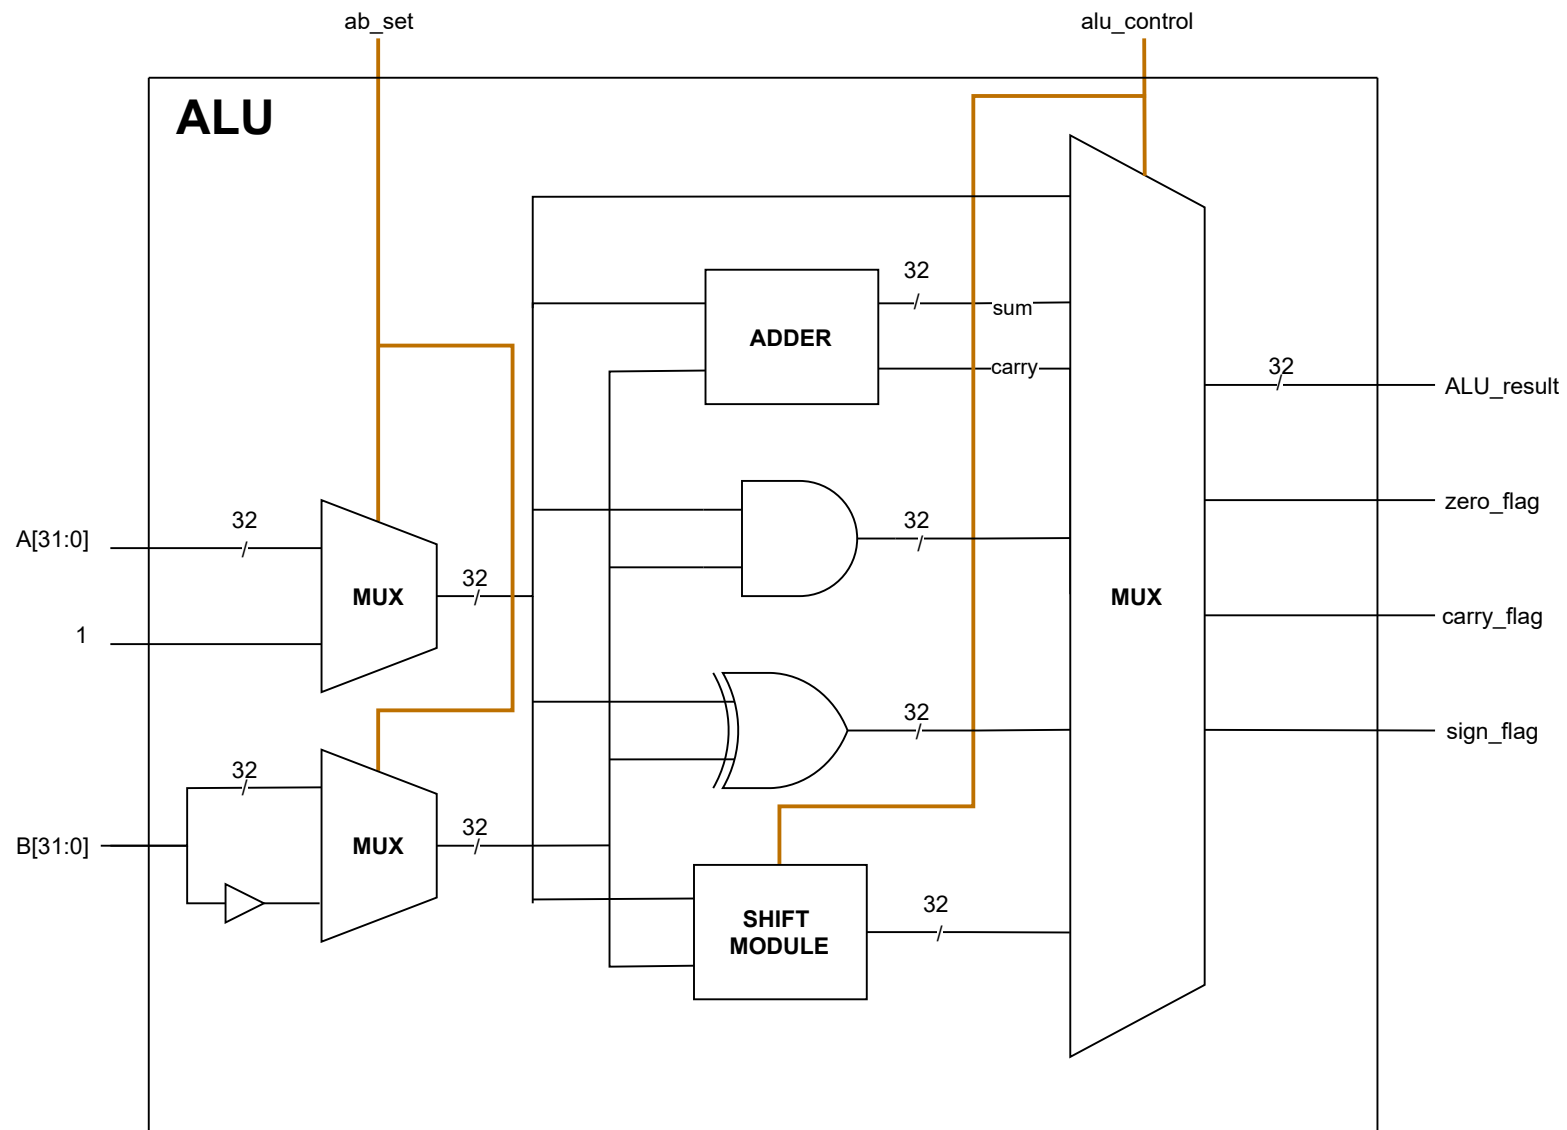 ab_set
alu_control
ALU
32
sum
ADDER
carry
32
ALU_result
32
zero_flag
32
A[31:0]
32
MUX
MUX
1
carry_flag
32
sign_flag
32
32
B[31:0]
MUX
32
SHIFT
MODULE